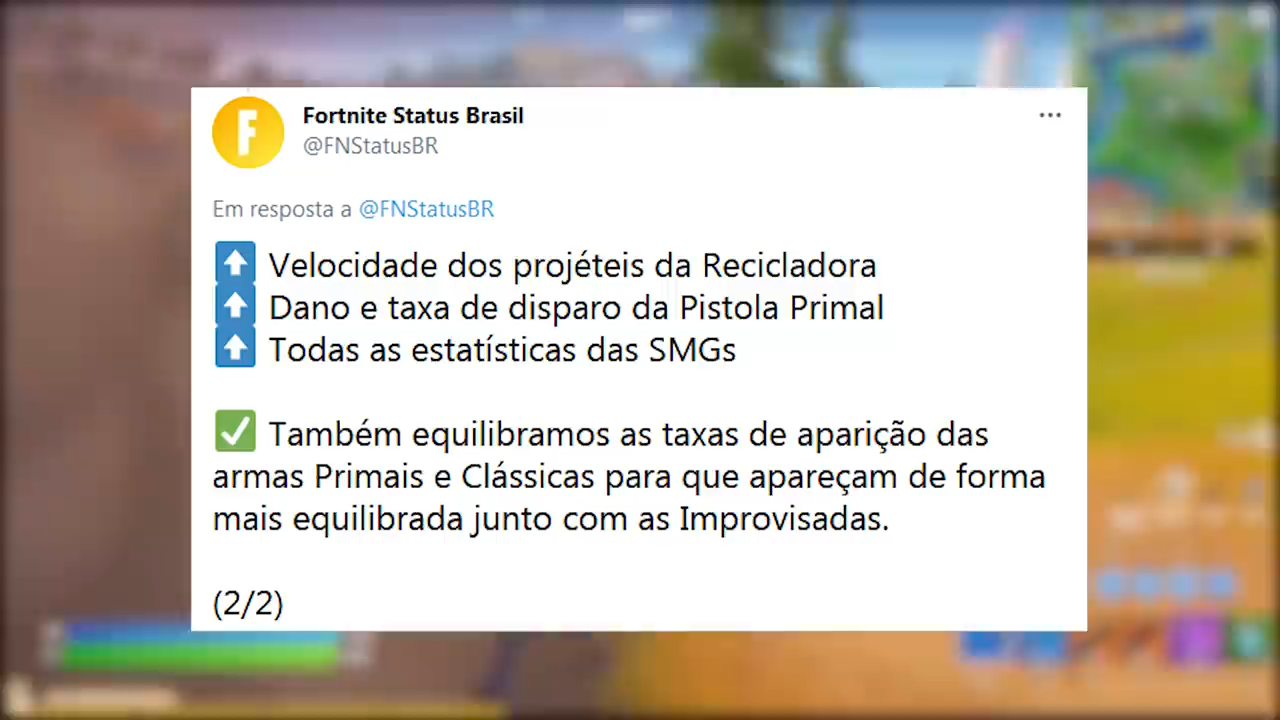 Fortnite Status Brasil
@FNStatusBR
Em resposta a @FNStatusBR
⬆ Velocidade dos projéteis da Recicladora
⬆ Dano e taxa de disparo da Pistola Primal
⬆ Todas as estatísticas das SMGs
✅ Também equilibramos as taxas de aparição das
armas Primais e Clássicas para que apareçam de forma
mais equilibrada junto com as Improvisadas.
(2/2)